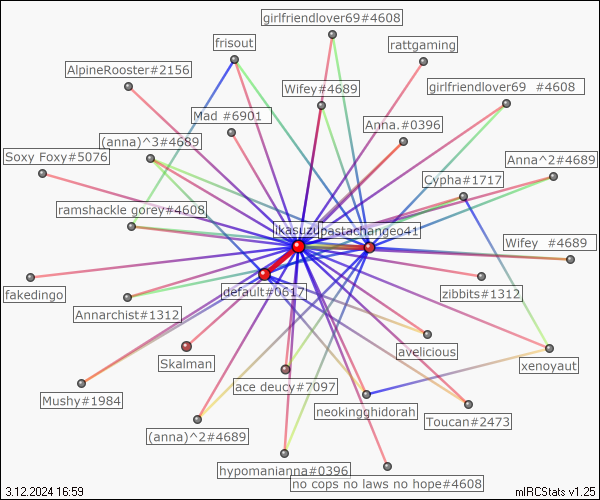 girlfriendlover69#4608
frisout
rattgaming
AlpineRooster#2156
Wifey#4689
girlfriendlover69 #4608
Mad #6901
Anna.#0396
(anna)^3#4689
Soxy Foxy#5076
Anna^2#4689
Cypha#1717
ramshackle gorey#4608
ikasuzu
pastachangeo41
Wifey #4689
fakedingo
default#0617
zibbits#1312
Annarchist#1312
avelicious
Skalman
xenoyaut
ace deucy#7097
Mushy#1984
neokingghidorah
Toucan#2473
(anna)^2#4689
hypomanianna#0396
no cops no laws no hope#4608
3.12.2024 16:59
mIRCStats v1.25